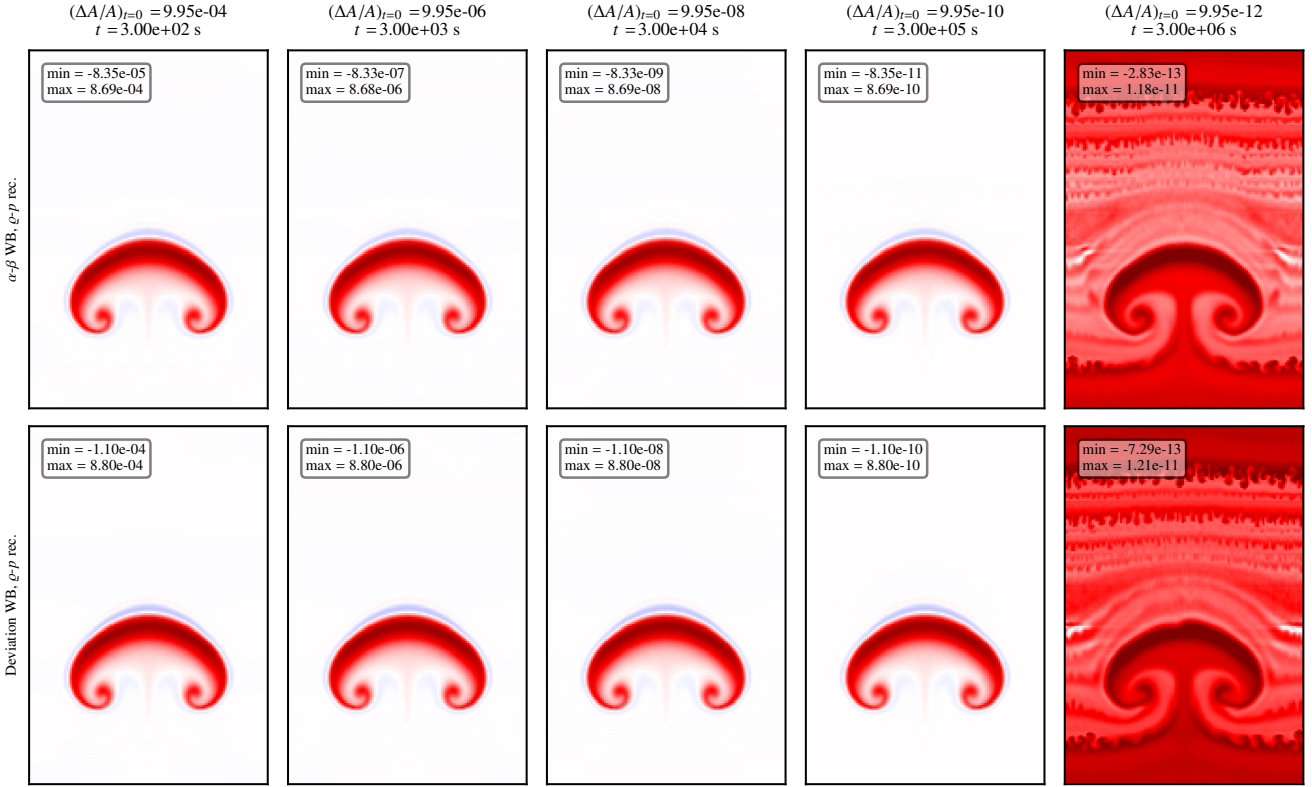 (ΔA/A)t=0 = 9.95e-04
t = 3.00e+02 s
(ΔA/A)t=0 = 9.95e-06
t = 3.00e+03 s
(ΔA/A)t=0 = 9.95e-08
t = 3.00e+04 s
(ΔA/A)t=0 = 9.95e-10
t = 3.00e+05 s
(ΔA/A)t=0 = 9.95e-12
t = 3.00e+06 s
α-β WB, ϱ-p rec.
min = -8.35e-05
max = 8.69e-04
min = -8.33e-07
max = 8.68e-06
min = -8.33e-09
max = 8.69e-08
min = -8.35e-11
max = 8.69e-10
min = -2.83e-13
max = 1.18e-11
Deviation WB, ϱ-p rec.
min = -1.10e-04
max = 8.80e-04
min = -1.10e-06
max = 8.80e-06
min = -1.10e-08
max = 8.80e-08
min = -1.10e-10
max = 8.80e-10
min = -7.29e-13
max = 1.21e-11